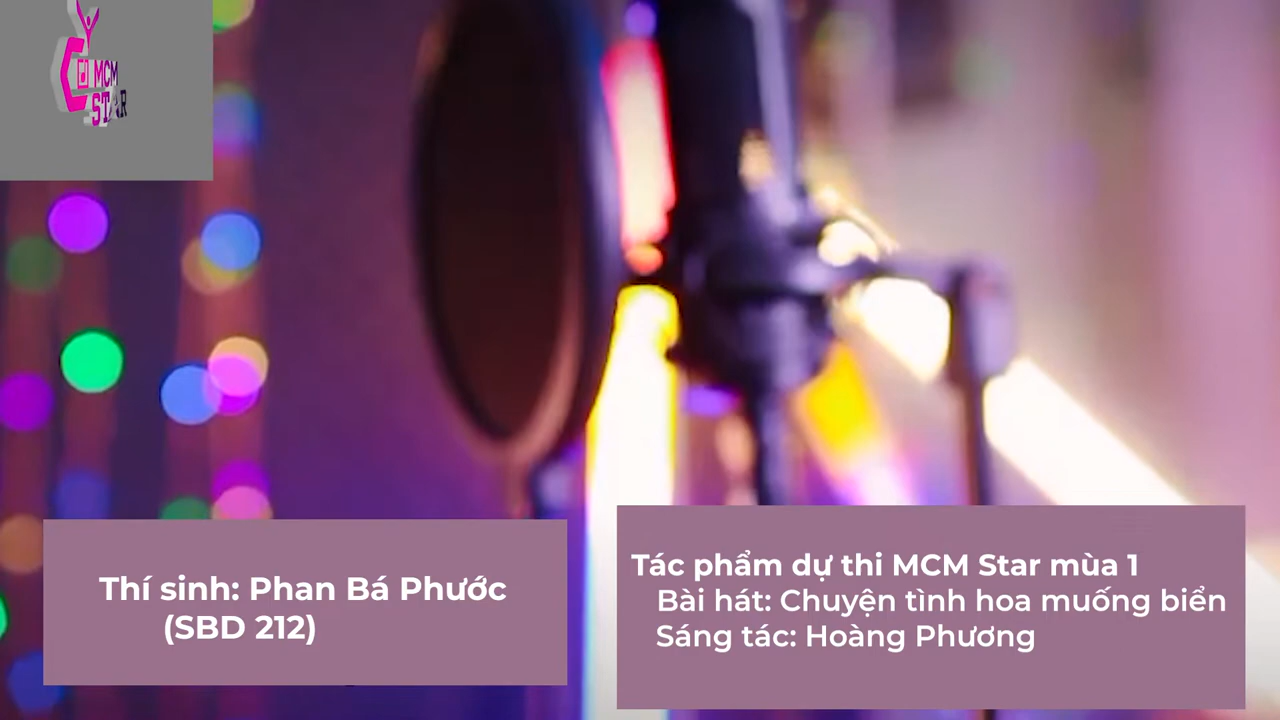 MCM
STAR
Thí sinh: Phan Bá Phước
(SBD 212)
Tác phẩm dự thi MCM Star mùa 1
Bài hát: Chuyện tình hoa muống biển
Sáng tác: Hoàng Phương